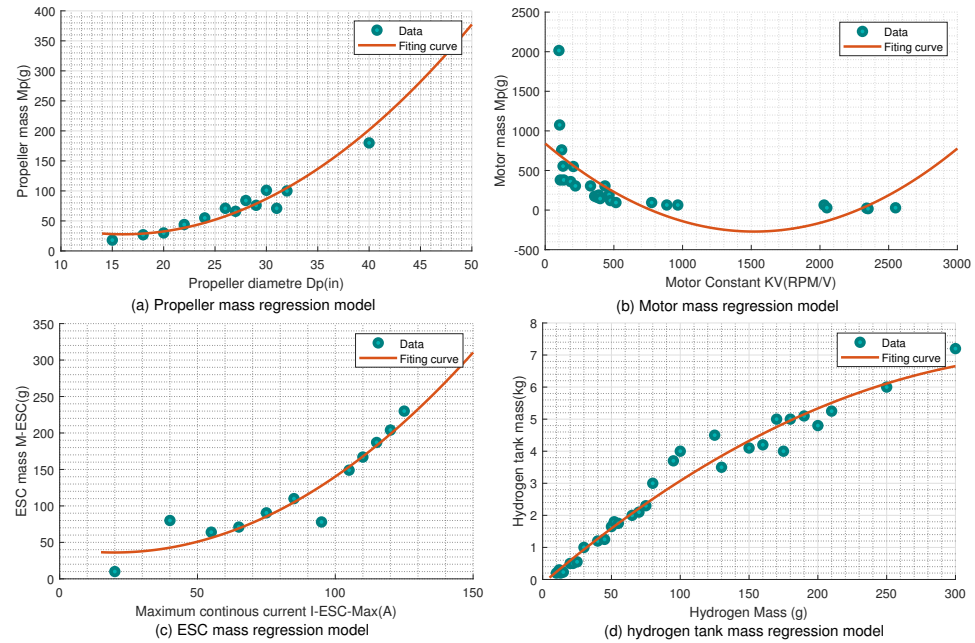 400
350
300
250
200
150
100
50
0
Propeller mass Mp(g)
Data
Fiting curve
10 15 20 25 30 35 40 45 50
Propeller diametre Dp(in)
(a) Propeller mass regression model
2500
2000
1500
1000
500
0
-500
Motor mass Mp(g)
Data
Fiting curve
0 500 1000 1500 2000 2500 3000
Motor Constant KV(RPM/V)
(b) Motor mass regression model
350
300
250
200
150
100
50
0
ESC mass M-ESC(g)
Data
Fiting curve
50 100 150
Maximum continous current I-ESC-Max(A)
(c) ESC mass regression model
8
7
6
5
4
3
2
1
0
Hydrogen tank mass(kg)
Data
Fiting curve
0 50 100 150 200 250 300
Hydrogen Mass (g)
(d) hydrogen tank mass regression model